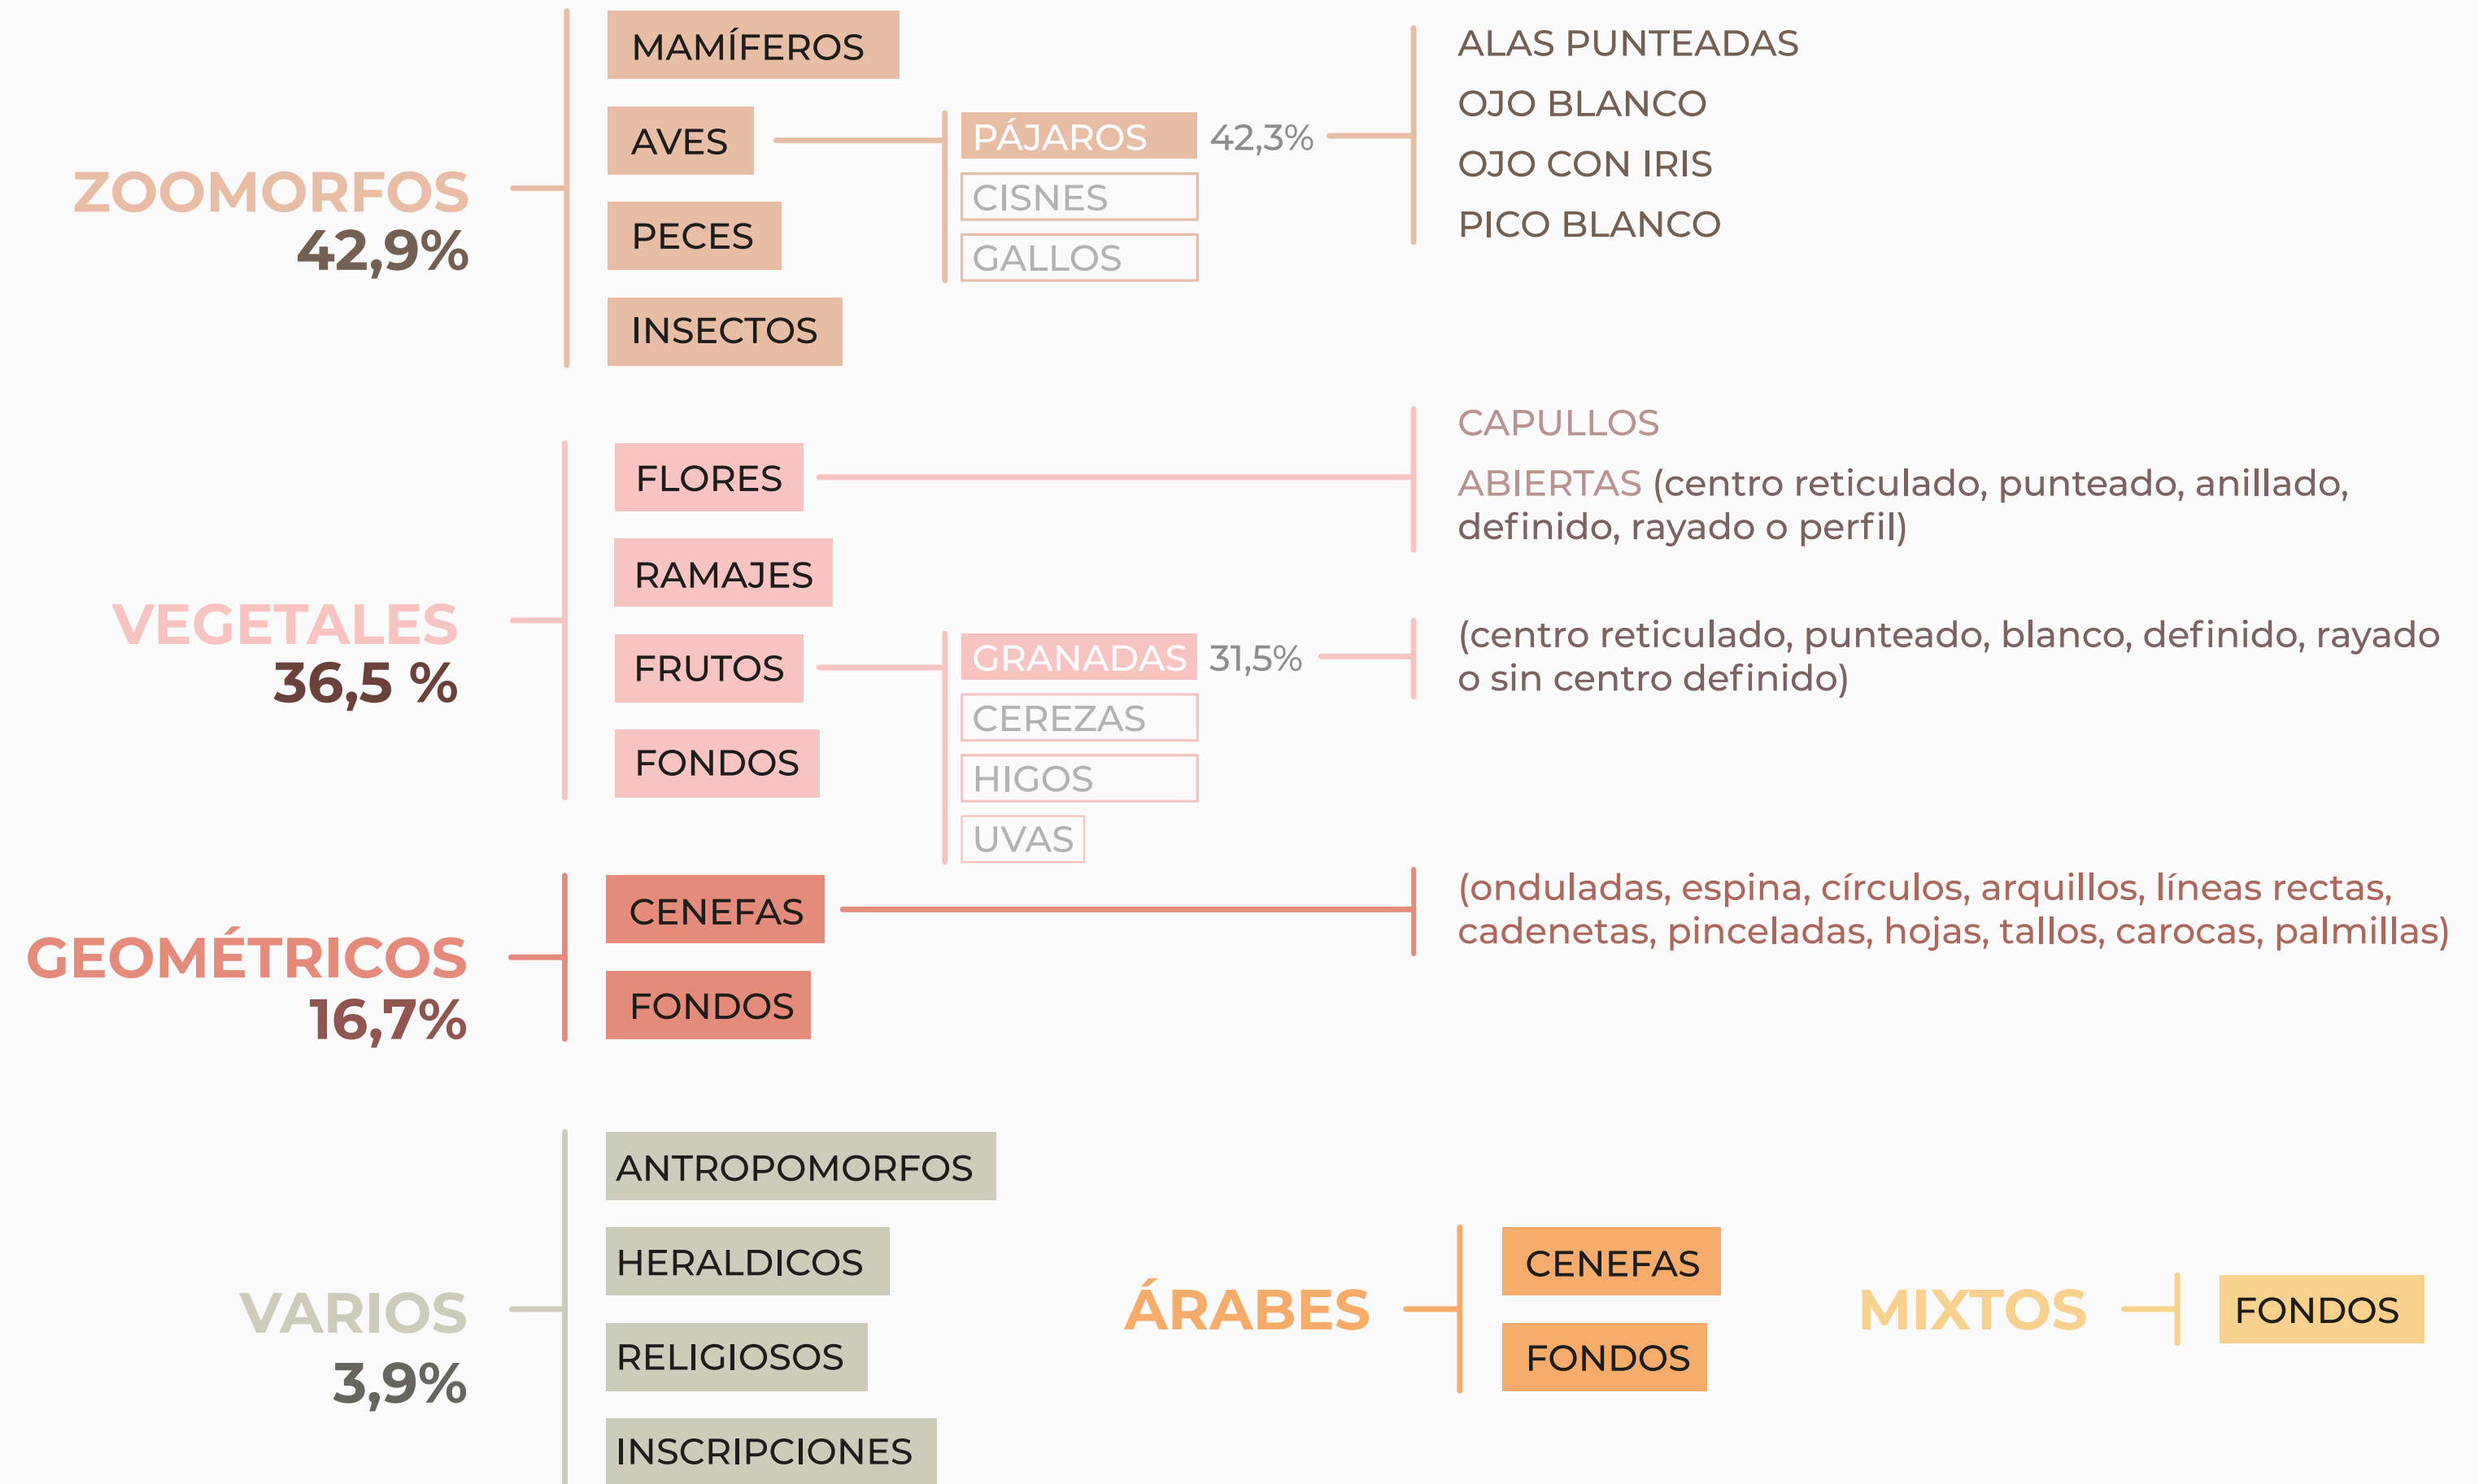 ZOOMORFOS
42,9%
MAMÍFEROS
AVES
PECES
INSECTOS
PÁJAROS 42,3%
CISNES
GALLOS
ALAS PUNTEADAS
OJO BLANCO
OJO CON IRIS
PICO BLANCO
VEGETALES
36,5 %
FLORES
RAMAJES
FRUTOS
FONDOS
CAPULLOS
ABIERTAS (centro reticulado, punteado, anillado,
definido, rayado o perfil)
GRANADAS 31,5%
CEREZAS
HIGOS
UVAS
(centro reticulado, punteado, blanco, definido, rayado
o sin centro definido)
GEOMÉTRICOS
16,7%
CENEFAS
FONDOS
(onduladas, espina, círculos, arquillos, líneas rectas,
cadenetas, pinceladas, hojas, tallos, carocas, palmillas)
VARIOS
3,9%
ANTROPOMORFOS
HERALDICOS
RELIGIOSOS
INSCRIPCIONES
ÁRABES
CENEFAS
FONDOS
MIXTOS
FONDOS